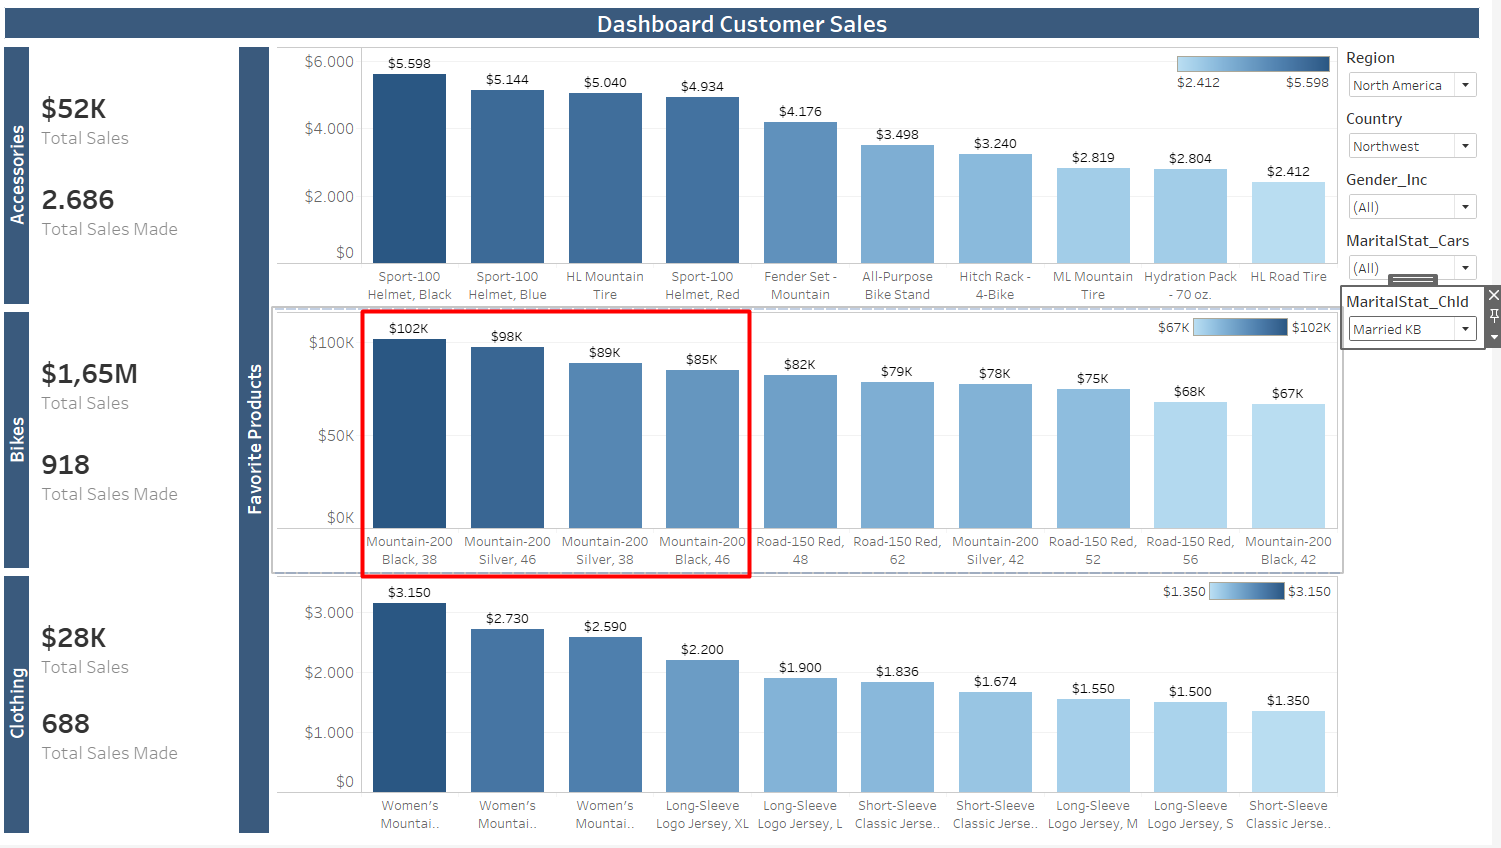 Dashboard Customer Sales
Accessories
$52K
Total Sales
2.686
Total Sales Made
Bikes
$1,65M
Total Sales
918
Total Sales Made
Clothing
$28K
Total Sales
688
Total Sales Made
Favorite Products
$6.000
$4.000
$2.000
$0
$5.598 $5.144 $5.040 $4.934 $4.176 $3.498 $3.240 $2.819 $2.804 $2.412
$2.412 $5.598
Sport-100 Sport-100 HL Mountain Sport-100 Fender Set - All-Purpose Hitch Rack - ML Mountain Hydration Pack HL Road Tire
Helmet, Black Helmet, Blue Tire Helmet, Red Mountain Bike Stand 4-Bike Tire - 70 oz.
$100K
$50K
$0K
$102K $98K $89K $85K $82K $79K $78K $75K $68K $67K
$67K $102K
Mountain-200 Mountain-200 Mountain-200 Mountain-200 Road-150 Red, Road-150 Red, Mountain-200 Road-150 Red, Road-150 Red, Mountain-200
Black, 38 Silver, 46 Silver, 38 Black, 46 48 62 Silver, 42 52 56 Black, 42
$3.000
$2.000
$1.000
$0
$3.150 $2.730 $2.590 $2.200 $1.900 $1.836 $1.674 $1.550 $1.500 $1.350
$1.350 $3.150
Women's Women's Women's Long-Sleeve Long-Sleeve Short-Sleeve Short-Sleeve Long-Sleeve Long-Sleeve Short-Sleeve
Mountai.. Mountai.. Mountai.. Logo Jersey, XL Logo Jersey, L Classic Jerse.. Classic Jerse.. Logo Jersey, M Logo Jersey, S Classic Jerse..
Region
North America
Country
Northwest
Gender_Inc
(All)
MaritalStat_Cars
(All)
MaritalStat_Chld
Married KB